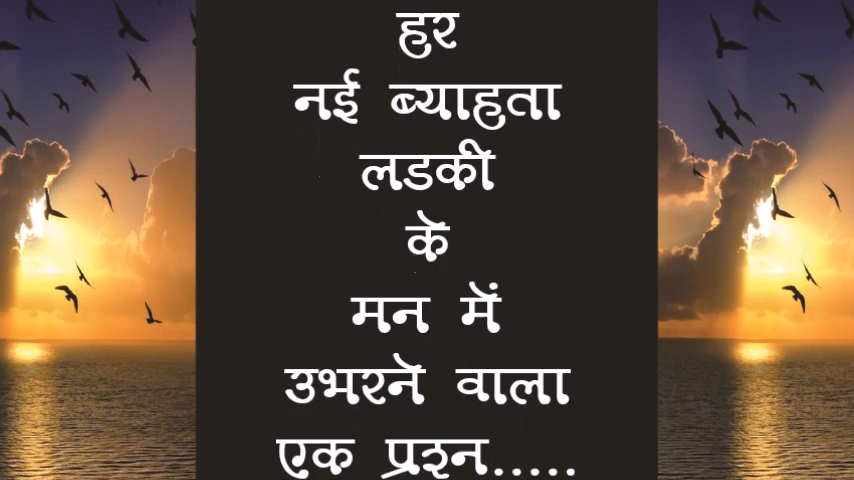 हर
नई ब्याहता
लडकी
के
मन में
उभरने वाला
एक प्रश्न.....